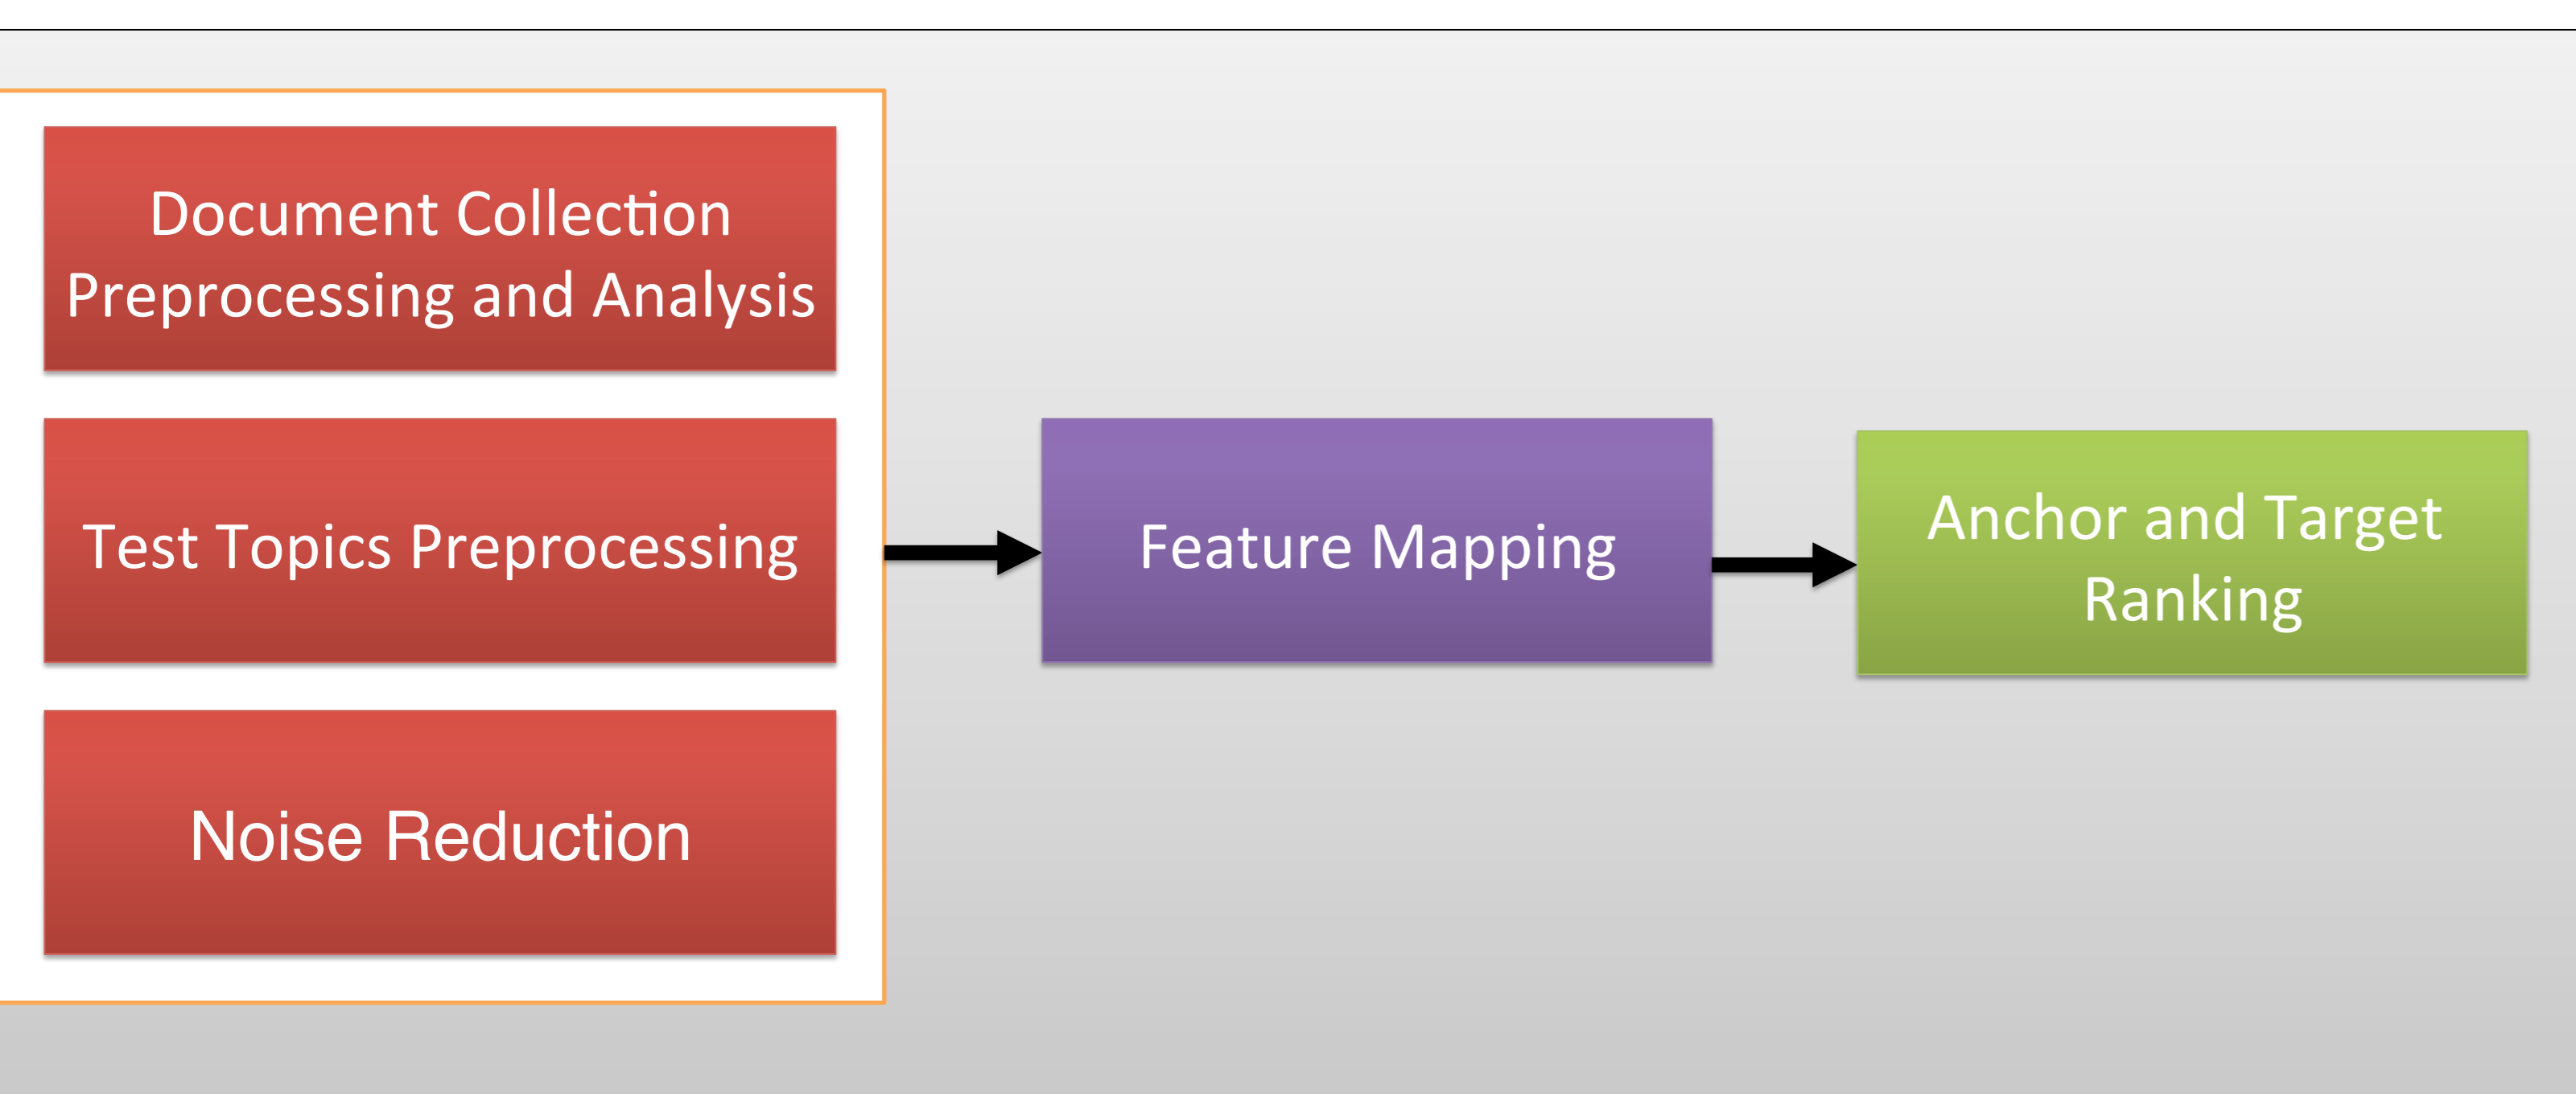 Document Collection
Preprocessing and Analysis
Test Topics Preprocessing
Noise Reduction
Feature Mapping
Anchor and Target
Ranking